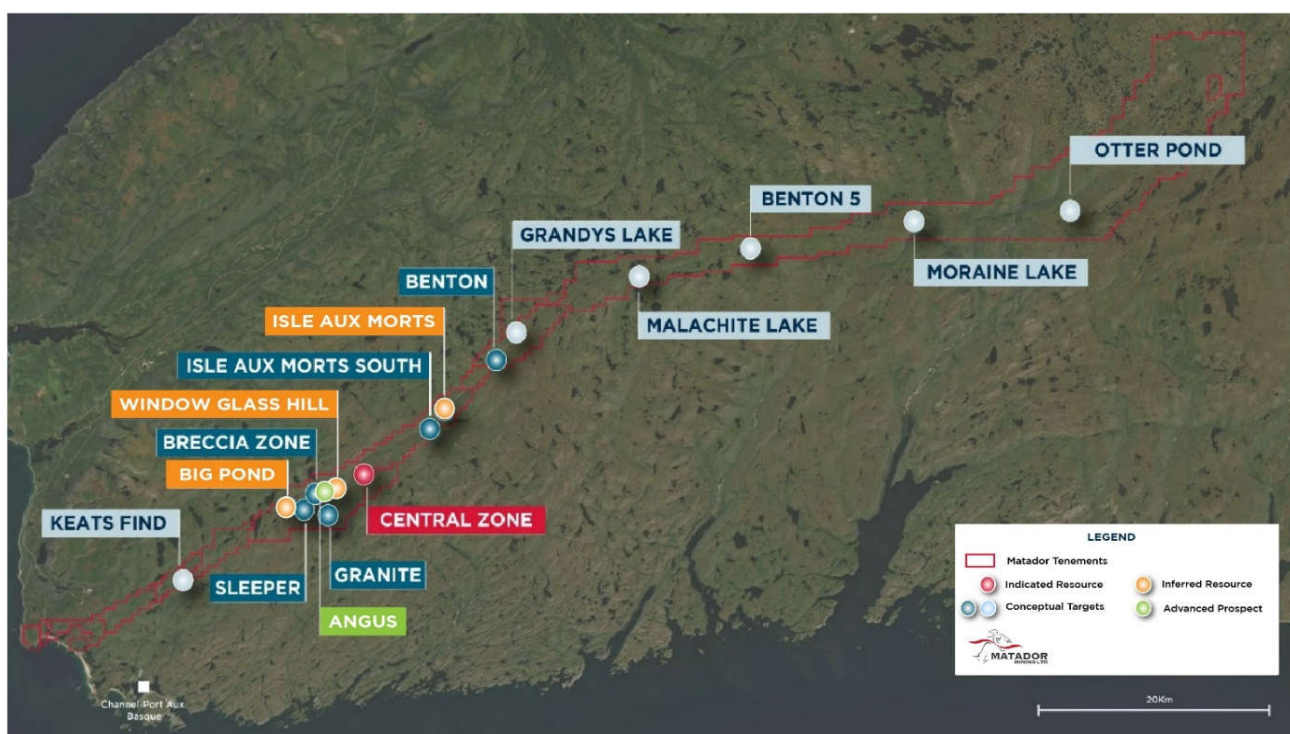 OTTER POND
BENTON 5
GRANDYS LAKE
MORAINE LAKE
BENTON
MALACHITE LAKE
ISLE AUX MORTS
ISLE AUX MORTS SOUTH
WINDOW GLASS HILL
BRECCIA ZONE
BIG POND
KEATS FIND
CENTRAL ZONE
SLEEPER
GRANITE
ANGUS
Channel-Port Aux
Basque
LEGEND
Matador Tenements
Indicated Resource
Inferred Resource
Conceptual Targets
Advanced Prospect
MATADOR
MINING LTD
20Km